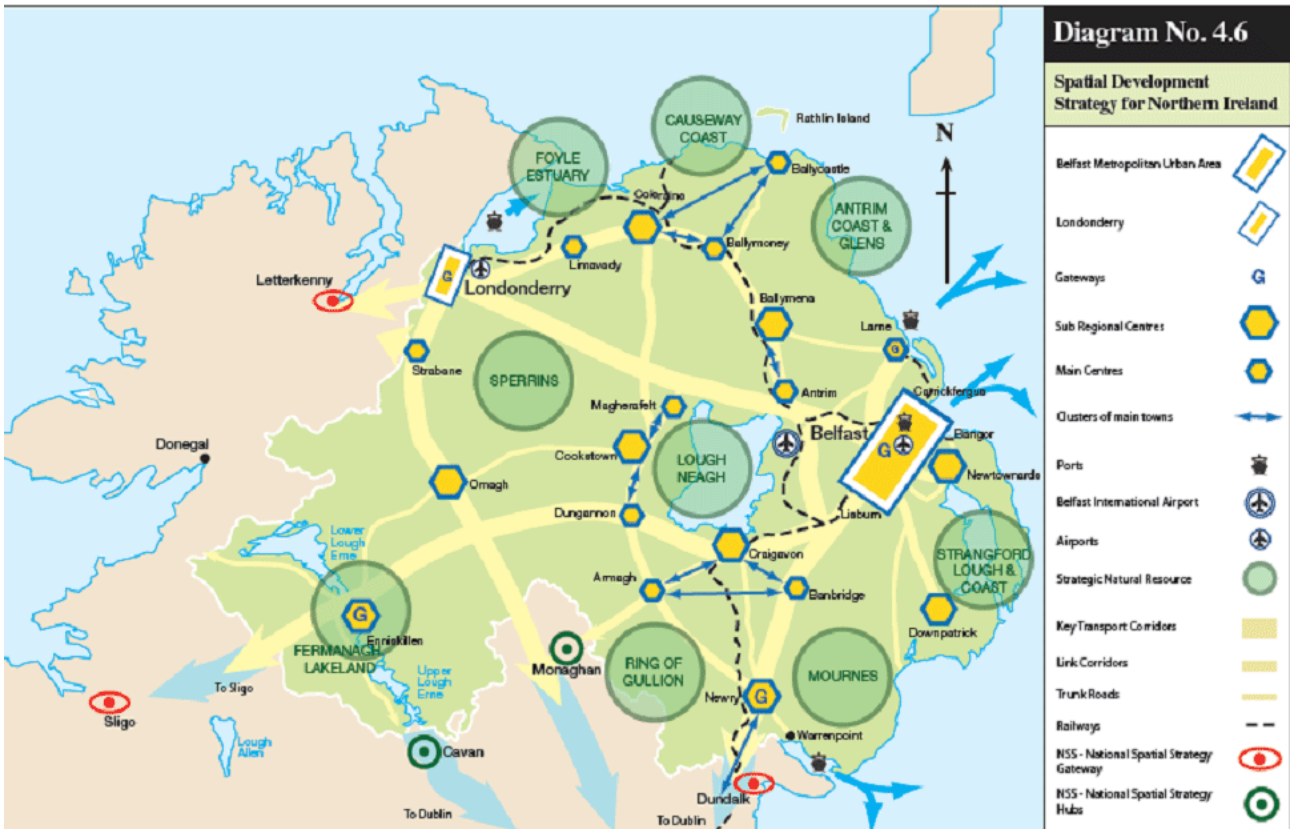 Diagram No. 4.6
Spatial Development
Strategy for Northern Ireland
Belfast Metropolitan Urban Area
Londonderry
Gateways
G
Sub Regional Centres
Main Centres
Clusters of main towns
Ports
Belfast International Airport
Airports
Strategic Natural Resource
Key Transport Corridors
Link Corridors
Trunk Roads
Railways
NSS - National Spatial Strategy
Gateway
NSS - National Spatial Strategy
Hubs
N
CAUSEWAY
COAST
Rathlin Island
FOYLE
ESTUARY
Ballycastle
Coleraine
ANTRIM
COAST &
GLENS
Limavady
Ballymoney
Letterkenny
G
Londonderry
Ballymena
Larne
G
Strabane
SPERRINS
Antrim
Carrickfergus
Magherafelt
Belfast
G
Bangor
Donegal
Cookstown
LOUGH
NEAGH
Newtownards
Omagh
Dungannon
Lisburn
Lower
Lough
Erne
Craigavon
STRANGFORD
LOUGH &
COAST
Armagh
Banbridge
G
Enniskillen
Downpatrick
FERMANAGH
LAKELAND
Monaghan
RING OF
GULLION
MOURNES
Upper
Lough
Erne
To Sligo
Newry
G
Sligo
Warrenpoint
Lough
Allen
Cavan
Dundalk
To Dublin
To Dublin